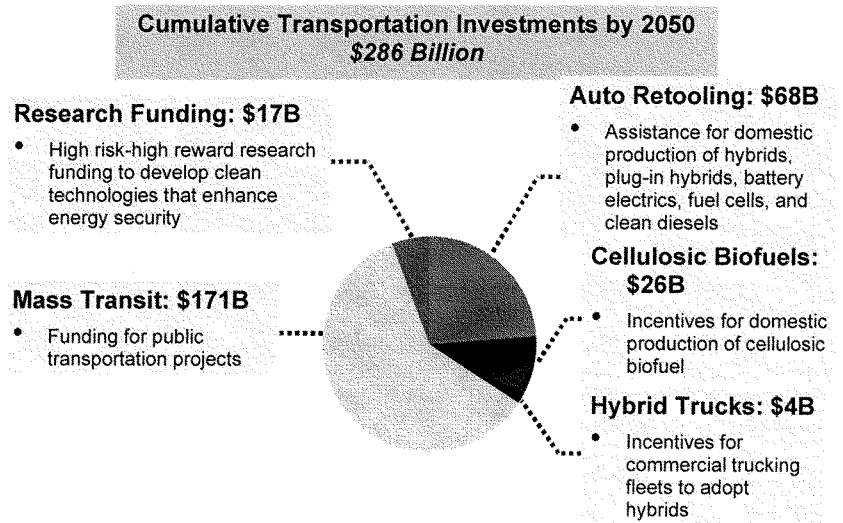 Cumulative Transportation Investments by 2050
$286 Billion
Research Funding: $17B
• High risk-high reward research
funding to develop clean
technologies that enhance
energy security
Mass Transit: $171B
• Funding for public
transportation projects
Auto Retooling: $68B
• Assistance for domestic
production of hybrids,
plug-in hybrids, battery
electrics, fuel cells, and
clean diesels
Cellulosic Biofuels:
$26B
• Incentives for domestic
production of cellulosic
biofuel
Hybrid Trucks: $4B
• Incentives for
commercial trucking
fleets to adopt
hybrids